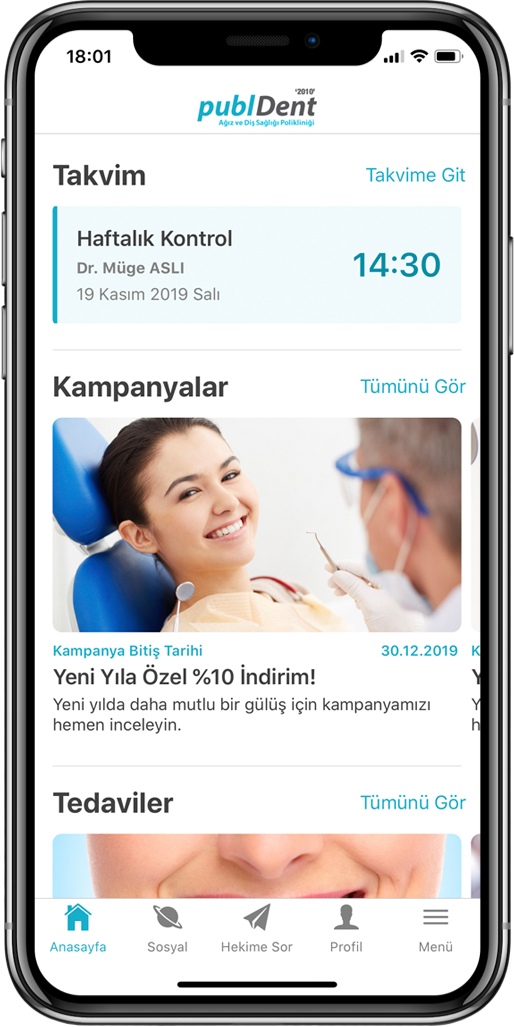 18:01
'2010'
publDent
Ağız ve Diş Sağlığı Polikliniği
Takvim
Takvime Git
Haftalık Kontrol
Dr. Müge ASLI
19 Kasım 2019 Salı
14:30
Kampanyalar
Tümünü Gör
Kampanya Bitiş Tarihi
30.12.2019
Yeni Yıla Özel %10 İndirim!
Yeni yılda daha mutlu bir gülüş için kampanyamızı
hemen inceleyin.
Tedaviler
Tümünü Gör
Anasayfa
Sosyal
Hekime Sor
Profil
Menü